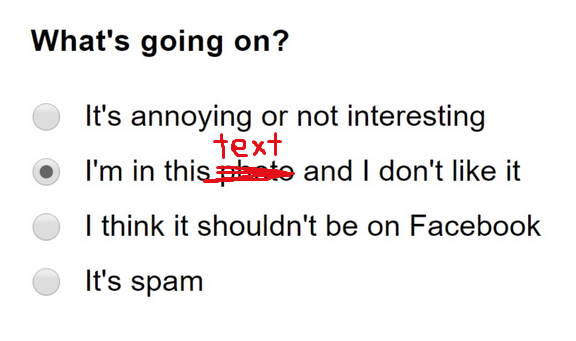 What's going on?
It's annoying or not interesting
text
I'm in this photo and I don't like it
I think it shouldn't be on Facebook
It's spam